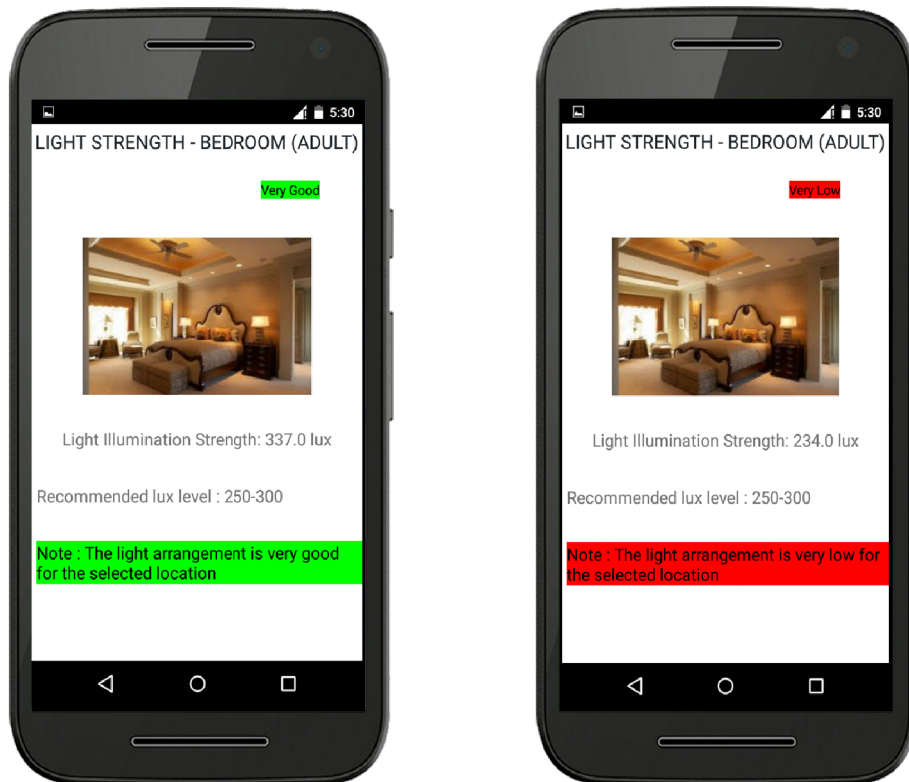 5:30
LIGHT STRENGTH - BEDROOM (ADULT)
Very Good
Light Illumination Strength: 337.0 lux
Recommended lux level : 250-300
Note : The light arrangement is very good
for the selected location
5:30
LIGHT STRENGTH - BEDROOM (ADULT)
Very Low
Light Illumination Strength: 234.0 lux
Recommended lux level : 250-300
Note : The light arrangement is very low for
the selected location